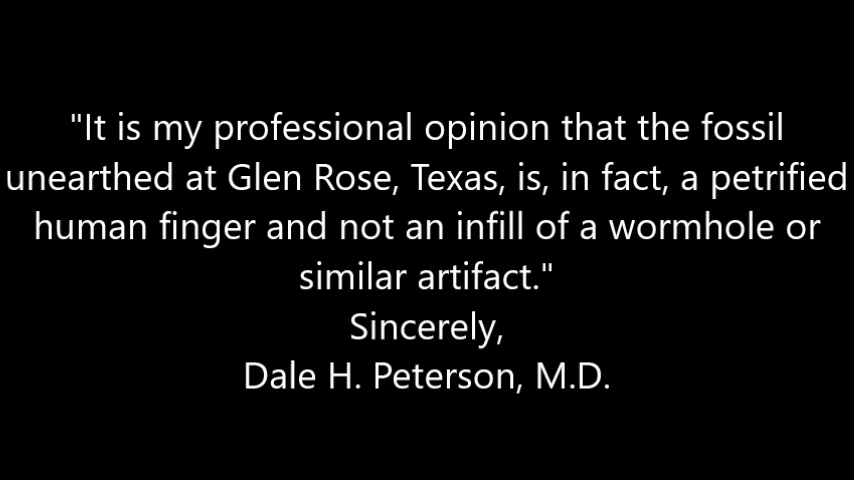 "It is my professional opinion that the fossil
unearthed at Glen Rose, Texas, is, in fact, a petrified
human finger and not an infill of a wormhole or
similar artifact."
Sincerely,
Dale H. Peterson, M.D.